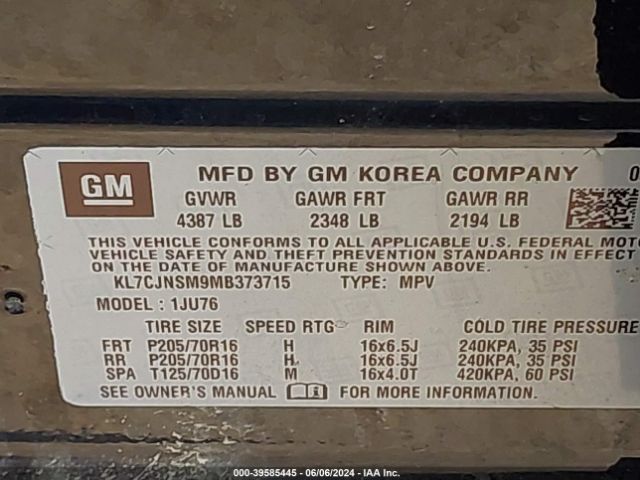 GM
MFD BY GM KOREA COMPANY
GVWR GAWR FRT GAWR RR
4387 LB 2348 LB 2194 LB
THIS VEHICLE CONFORMS TO ALL APPLICABLE U.S. FEDERAL
VEHICLE SAFETY AND THEFT PREVENTION STANDARDS IN EFFECT
ON THE DATE OF MANUFACTURE SHOWN ABOVE.
KL7CJNSM9MB373715 TYPE: MPV
MODEL : 1JU76
TIRE SIZE SPEED RTG RIM COLD TIRE PRESSURE
FRT P205/70R16 H 16x6.5J 240KPA, 35 PSI
RR P205/70R16 H 16x6.5J 240KPA, 35 PSI
SPA T125/70D16 M 16x4.0T 420KPA, 60 PSI
SEE OWNER'S MANUAL FOR MORE INFORMATION.
000-39585445 - 06/06/2024 - IAA Inc.